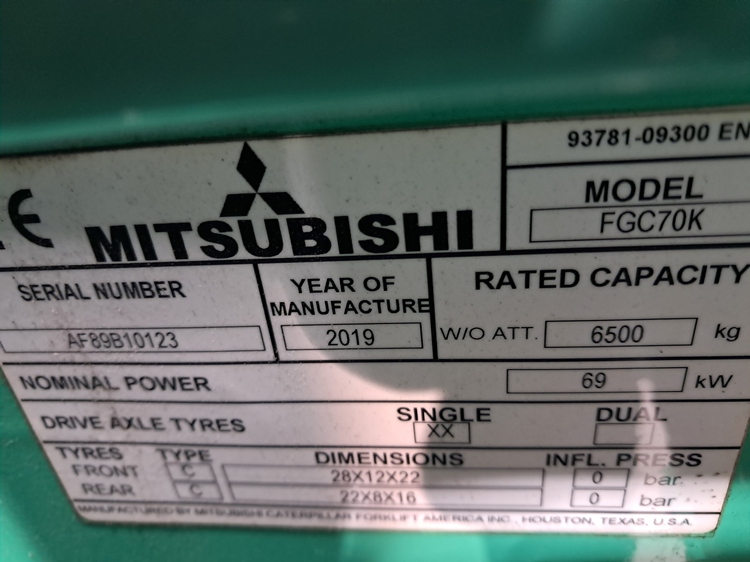 93781-09300 EN
CE
MITSUBISHI
MODEL
FGC70K
SERIAL NUMBER
AF89B10123
YEAR OF
MANUFACTURE
2019
RATED CAPACITY
W/O ATT. 6500 kg
NOMINAL POWER 69 kW
DRIVE AXLE TYRES SINGLE XX DUAL
TYRES TYPE DIMENSIONS INFL. PRESS
FRONT C 28X12X22 0 bar
REAR C 22X8X16 0 bar
MANUFACTURED BY MITSUBISHI CATERPILLAR FORKLIFT AMERICA INC., HOUSTON, TEXAS, U.S.A.